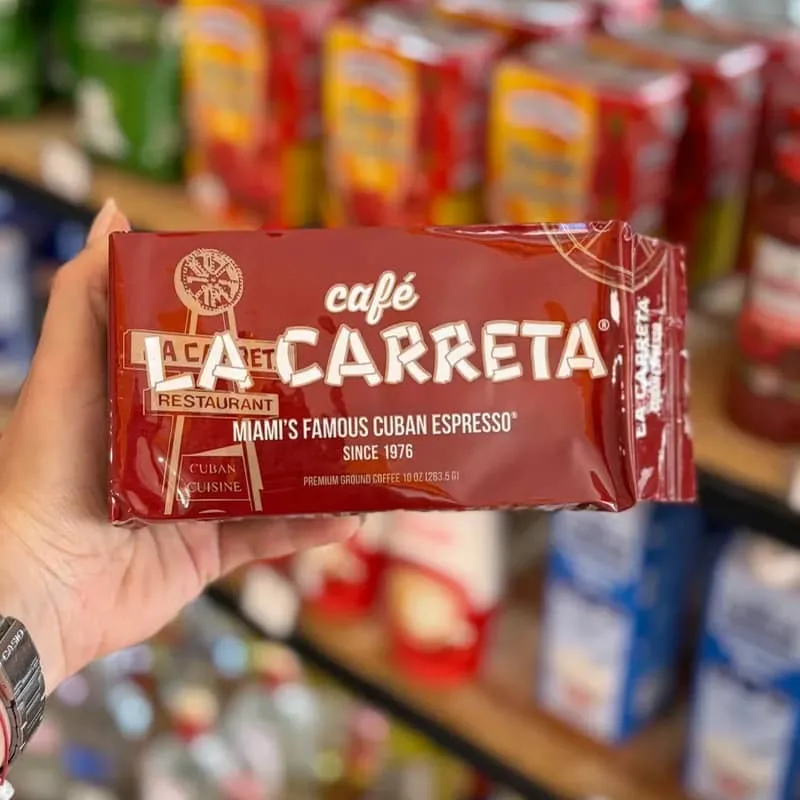 café
LA CARRETA®
LA CARRETA
RESTAURANT
MIAMI'S FAMOUS CUBAN ESPRESSO®
SINCE 1976
CUBAN
CUISINE
PREMIUM GROUND COFFEE 10 OZ (283.5 G)
LA CARRETA
CASIO